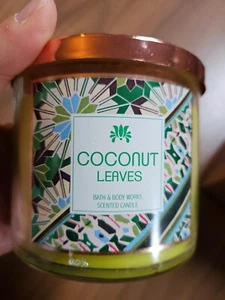 COCONUT
LEAVES
BATH & BODY WORKS
SCENTED CANDLE